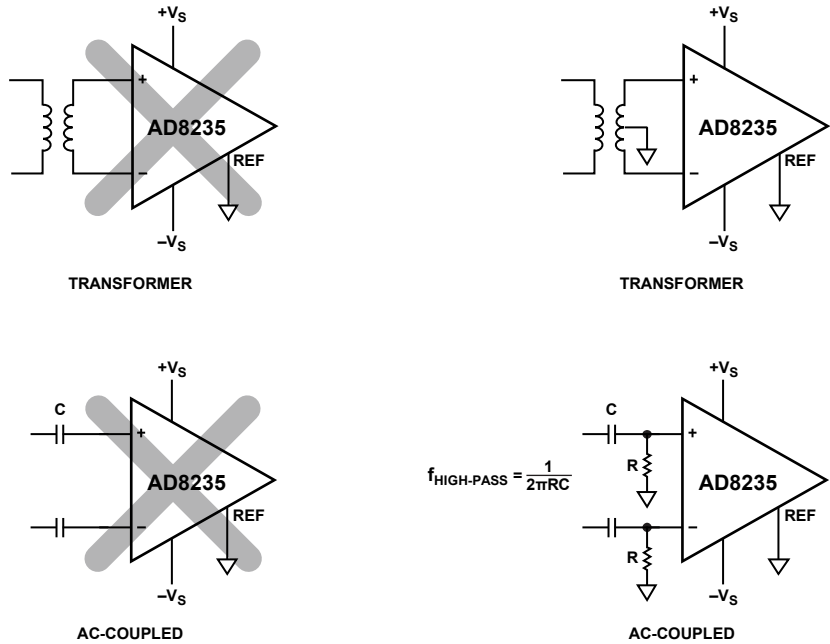 +VS
+
AD8235
REF
−
−VS
TRANSFORMER
+VS
+
AD8235
REF
−
−VS
TRANSFORMER
+VS
C
+
AD8235
REF
−
−VS
AC-COUPLED
+VS
C
+
R
fHIGH-PASS = 1
2πRC
AD8235
REF
−
R
−VS
AC-COUPLED